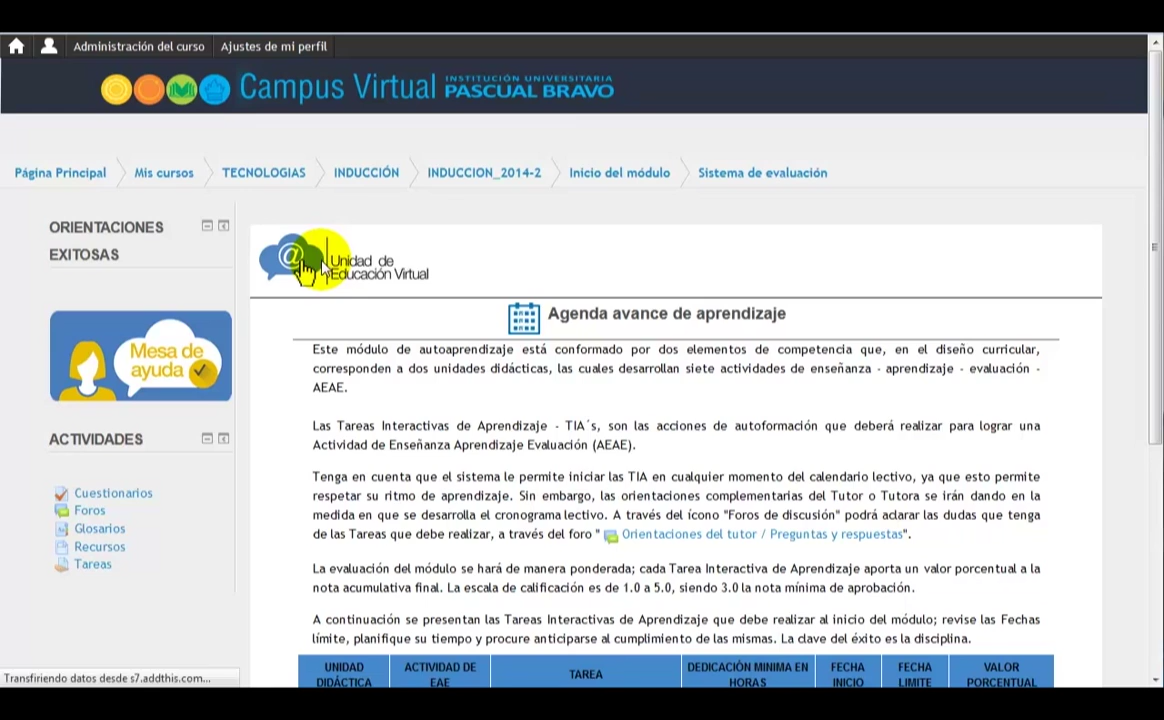 Administración del curso Ajustes de mi perfil
Campus Virtual INSTITUCIÓN UNIVERSITARIA PASCUAL BRAVO
Página Principal Mis cursos TECNOLOGIAS INDUCCIÓN INDUCCION_2014-2 Inicio del módulo Sistema de evaluación
ORIENTACIONES
EXITOSAS
Mesa de
ayuda
ACTIVIDADES
Cuestionarios
Foros
Glosarios
Recursos
Tareas
@ Unidad de
Educación Virtual
Agenda avance de aprendizaje
Este módulo de autoaprendizaje está conformado por dos elementos de competencia que, en el diseño curricular,
corresponden a dos unidades didácticas, las cuales desarrollan siete actividades de enseñanza - aprendizaje - evaluación -
AEAE.
Las Tareas Interactivas de Aprendizaje - TIA´s, son las acciones de autoformación que deberá realizar para lograr una
Actividad de Enseñanza Aprendizaje Evaluación (AEAE).
Tenga en cuenta que el sistema le permite iniciar las TIA en cualquier momento del calendario lectivo, ya que esto permite
respetar su ritmo de aprendizaje. Sin embargo, las orientaciones complementarias del Tutor o Tutora se irán dando en la
medida en que se desarrolla el cronograma lectivo. A través del ícono "Foros de discusión" podrá aclarar las dudas que tenga
de las Tareas que debe realizar, a través del foro " Orientaciones del tutor / Preguntas y respuestas".
La evaluación del módulo se hará de manera ponderada; cada Tarea Interactiva de Aprendizaje aporta un valor porcentual a la
nota acumulativa final. La escala de calificación es de 1.0 a 5.0, siendo 3.0 la nota mínima de aprobación.
A continuación se presentan las Tareas Interactivas de Aprendizaje que debe realizar al inicio del módulo; revise las Fechas
límite, planifique su tiempo y procure anticiparse al cumplimiento de las mismas. La clave del éxito es la disciplina.
UNIDAD ACTIVIDAD DE TAREA DEDICACIÓN MINIMA EN FECHA FECHA VALOR
DIDÁCTICA EAE HORAS INICIO LIMITE PORCENTUAL
Transfiriendo datos desde s7.addthis.com...